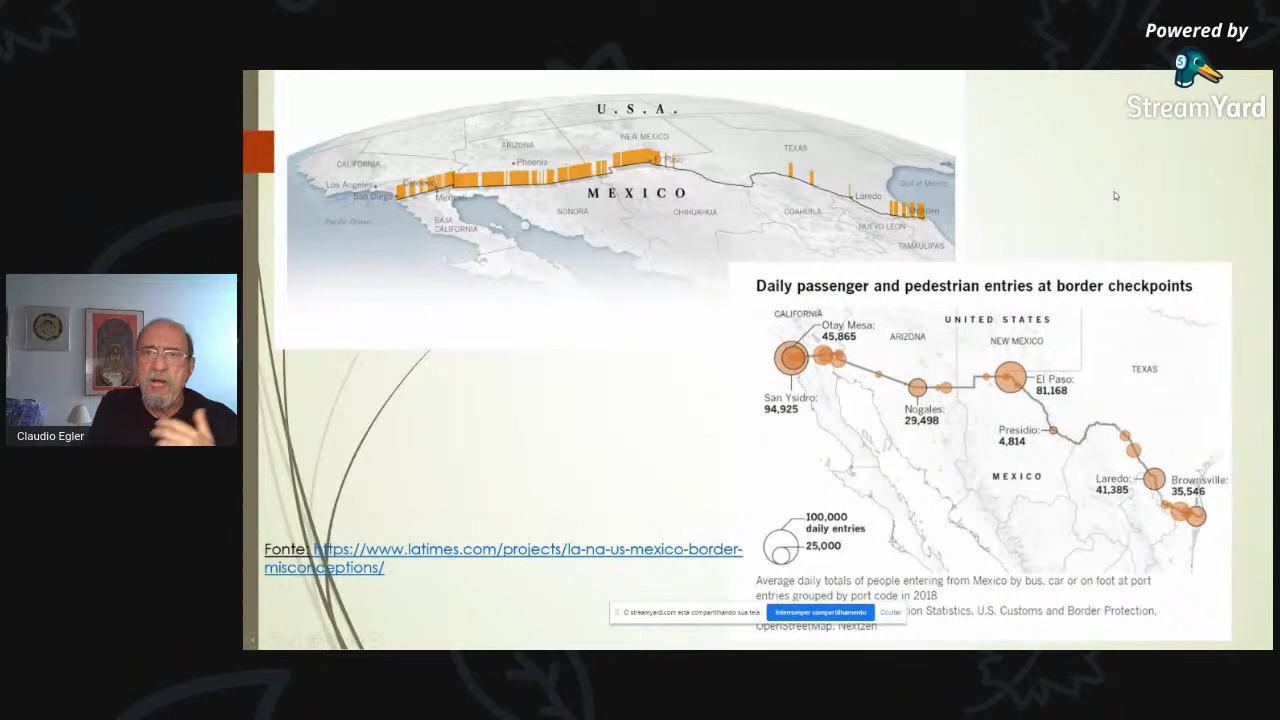 Powered by
StreamYard
U.S.A.
NEW MEXICO
ARIZONA
TEXAS
CALIFORNIA
Phoenix
El Paso
Los Angeles
Calexico
Gulf of Mexico
San Diego
Mexicali
MEXICO
Laredo
SONORA
CHIHUAHUA
COAHUILA
McAllen
Pacific Ocean
BAJA
CALIFORNIA
NUEVO LEON
TAMAULIPAS
Daily passenger and pedestrian entries at border checkpoints
CALIFORNIA
UNITED STATES
Otay Mesa:
45,865
ARIZONA
NEW MEXICO
TEXAS
El Paso:
81,168
San Ysidro:
94,925
Nogales:
29,498
Presidio:
4,814
MEXICO
Laredo:
41,385
Brownsville:
35,546
100,000
daily entries
25,000
Average daily totals of people entering from Mexico by bus, car or on foot at port
entries grouped by port code in 2018
tion Statistics, U.S. Customs and Border Protection,
OpenStreetMap, Nextzen
Claudio Egler
Fonte: https://www.latimes.com/projects/la-na-us-mexico-border-
misconceptions/
O streamyard.com está compartilhando sua tela.
Interromper compartilhamento
Ocultar